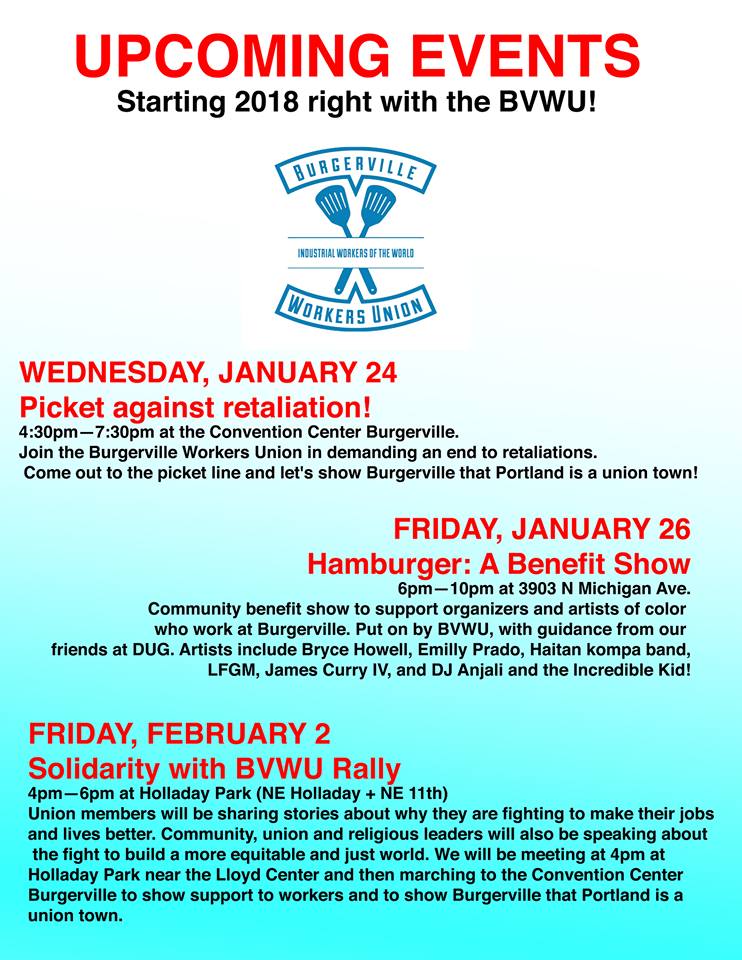 UPCOMING EVENTS
Starting 2018 right with the BVWU!
BURGERVILLE
INDUSTRIAL WORKERS OF THE WORLD
WORKERS UNION
WEDNESDAY, JANUARY 24
Picket against retaliation!
4:30pm—7:30pm at the Convention Center Burgerville.
Join the Burgerville Workers Union in demanding an end to retaliations.
Come out to the picket line and let's show Burgerville that Portland is a union town!
FRIDAY, JANUARY 26
Hamburger: A Benefit Show
6pm—10pm at 3903 N Michigan Ave.
Community benefit show to support organizers and artists of color
who work at Burgerville. Put on by BVWU, with guidance from our
friends at DUG. Artists include Bryce Howell, Emilly Prado, Haitan kompa band,
LFGM, James Curry IV, and DJ Anjali and the Incredible Kid!
FRIDAY, FEBRUARY 2
Solidarity with BVWU Rally
4pm—6pm at Holladay Park (NE Holladay + NE 11th)
Union members will be sharing stories about why they are fighting to make their jobs
and lives better. Community, union and religious leaders will also be speaking about
the fight to build a more equitable and just world. We will be meeting at 4pm at
Holladay Park near the Lloyd Center and then marching to the Convention Center
Burgerville to show support to workers and to show Burgerville that Portland is a
union town.